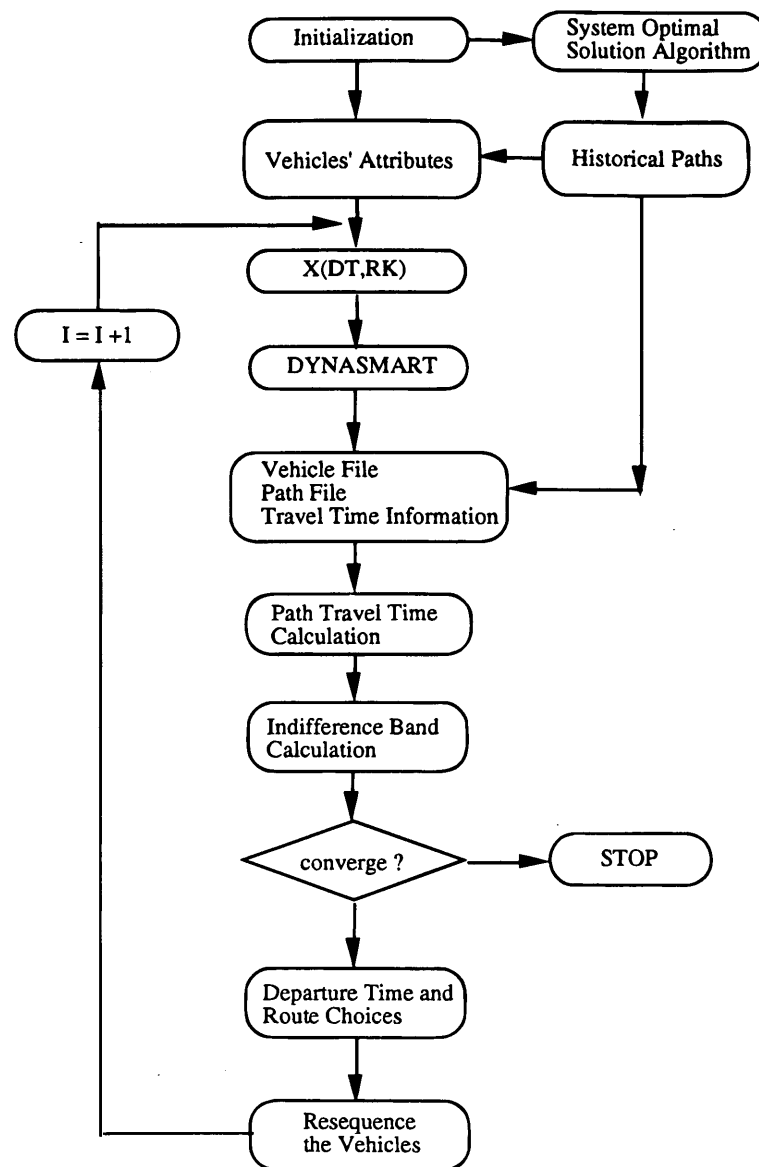 Initialization
System Optimal
Solution Algorithm
Vehicles' Attributes
Historical Paths
X(DT,RK)
I = I +1
DYNASMART
Vehicle File
Path File
Travel Time Information
Path Travel Time
Calculation
Indifference Band
Calculation
converge ?
STOP
Departure Time and
Route Choices
Resequence
the Vehicles